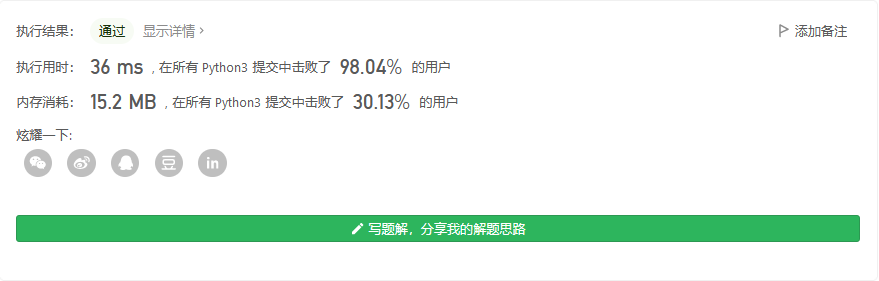 执行结果： 通过 显示详情 › 添加备注
执行用时： 36 ms , 在所有 Python3 提交中击败了 98.04% 的用户
内存消耗： 15.2 MB , 在所有 Python3 提交中击败了 30.13% 的用户
炫耀一下:
豆 in
写题解，分享我的解题思路